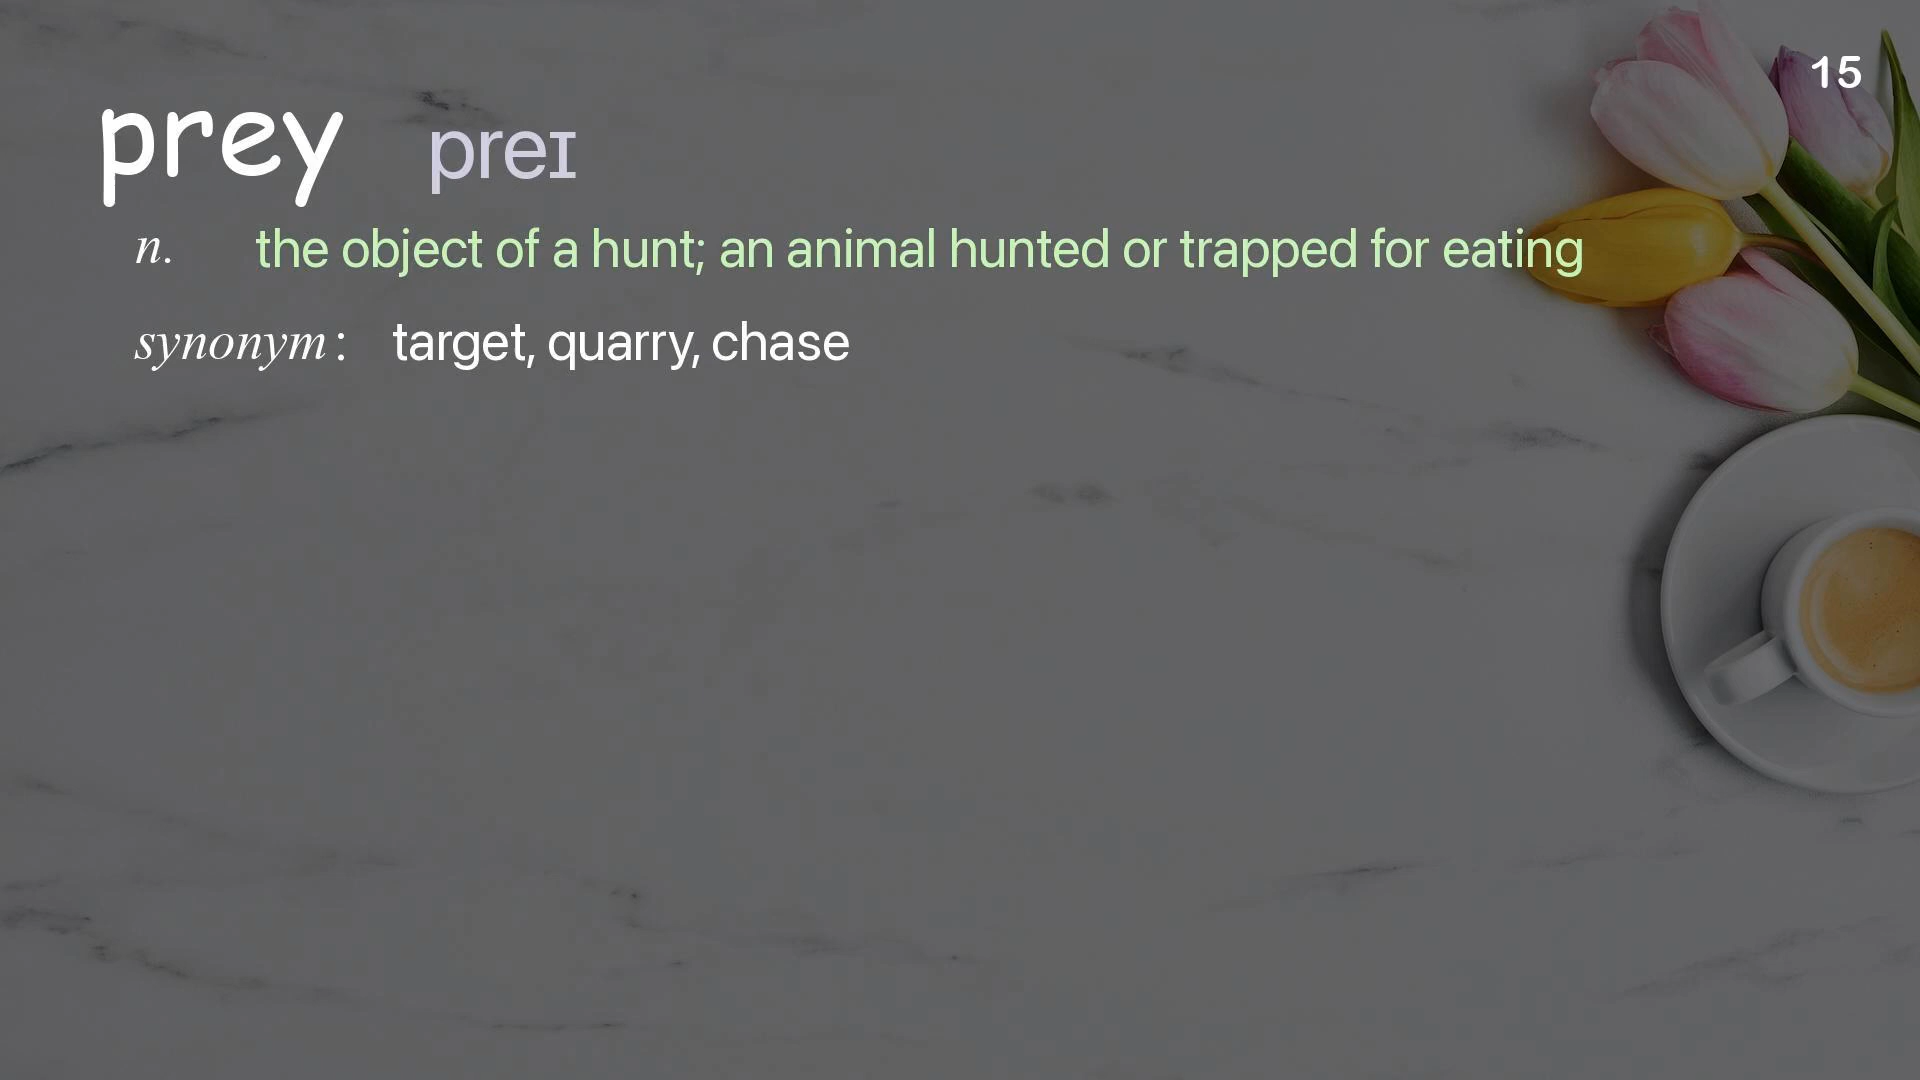 15
prey preɪ
n. the object of a hunt; an animal hunted or trapped for eating
synonym: target, quarry, chase